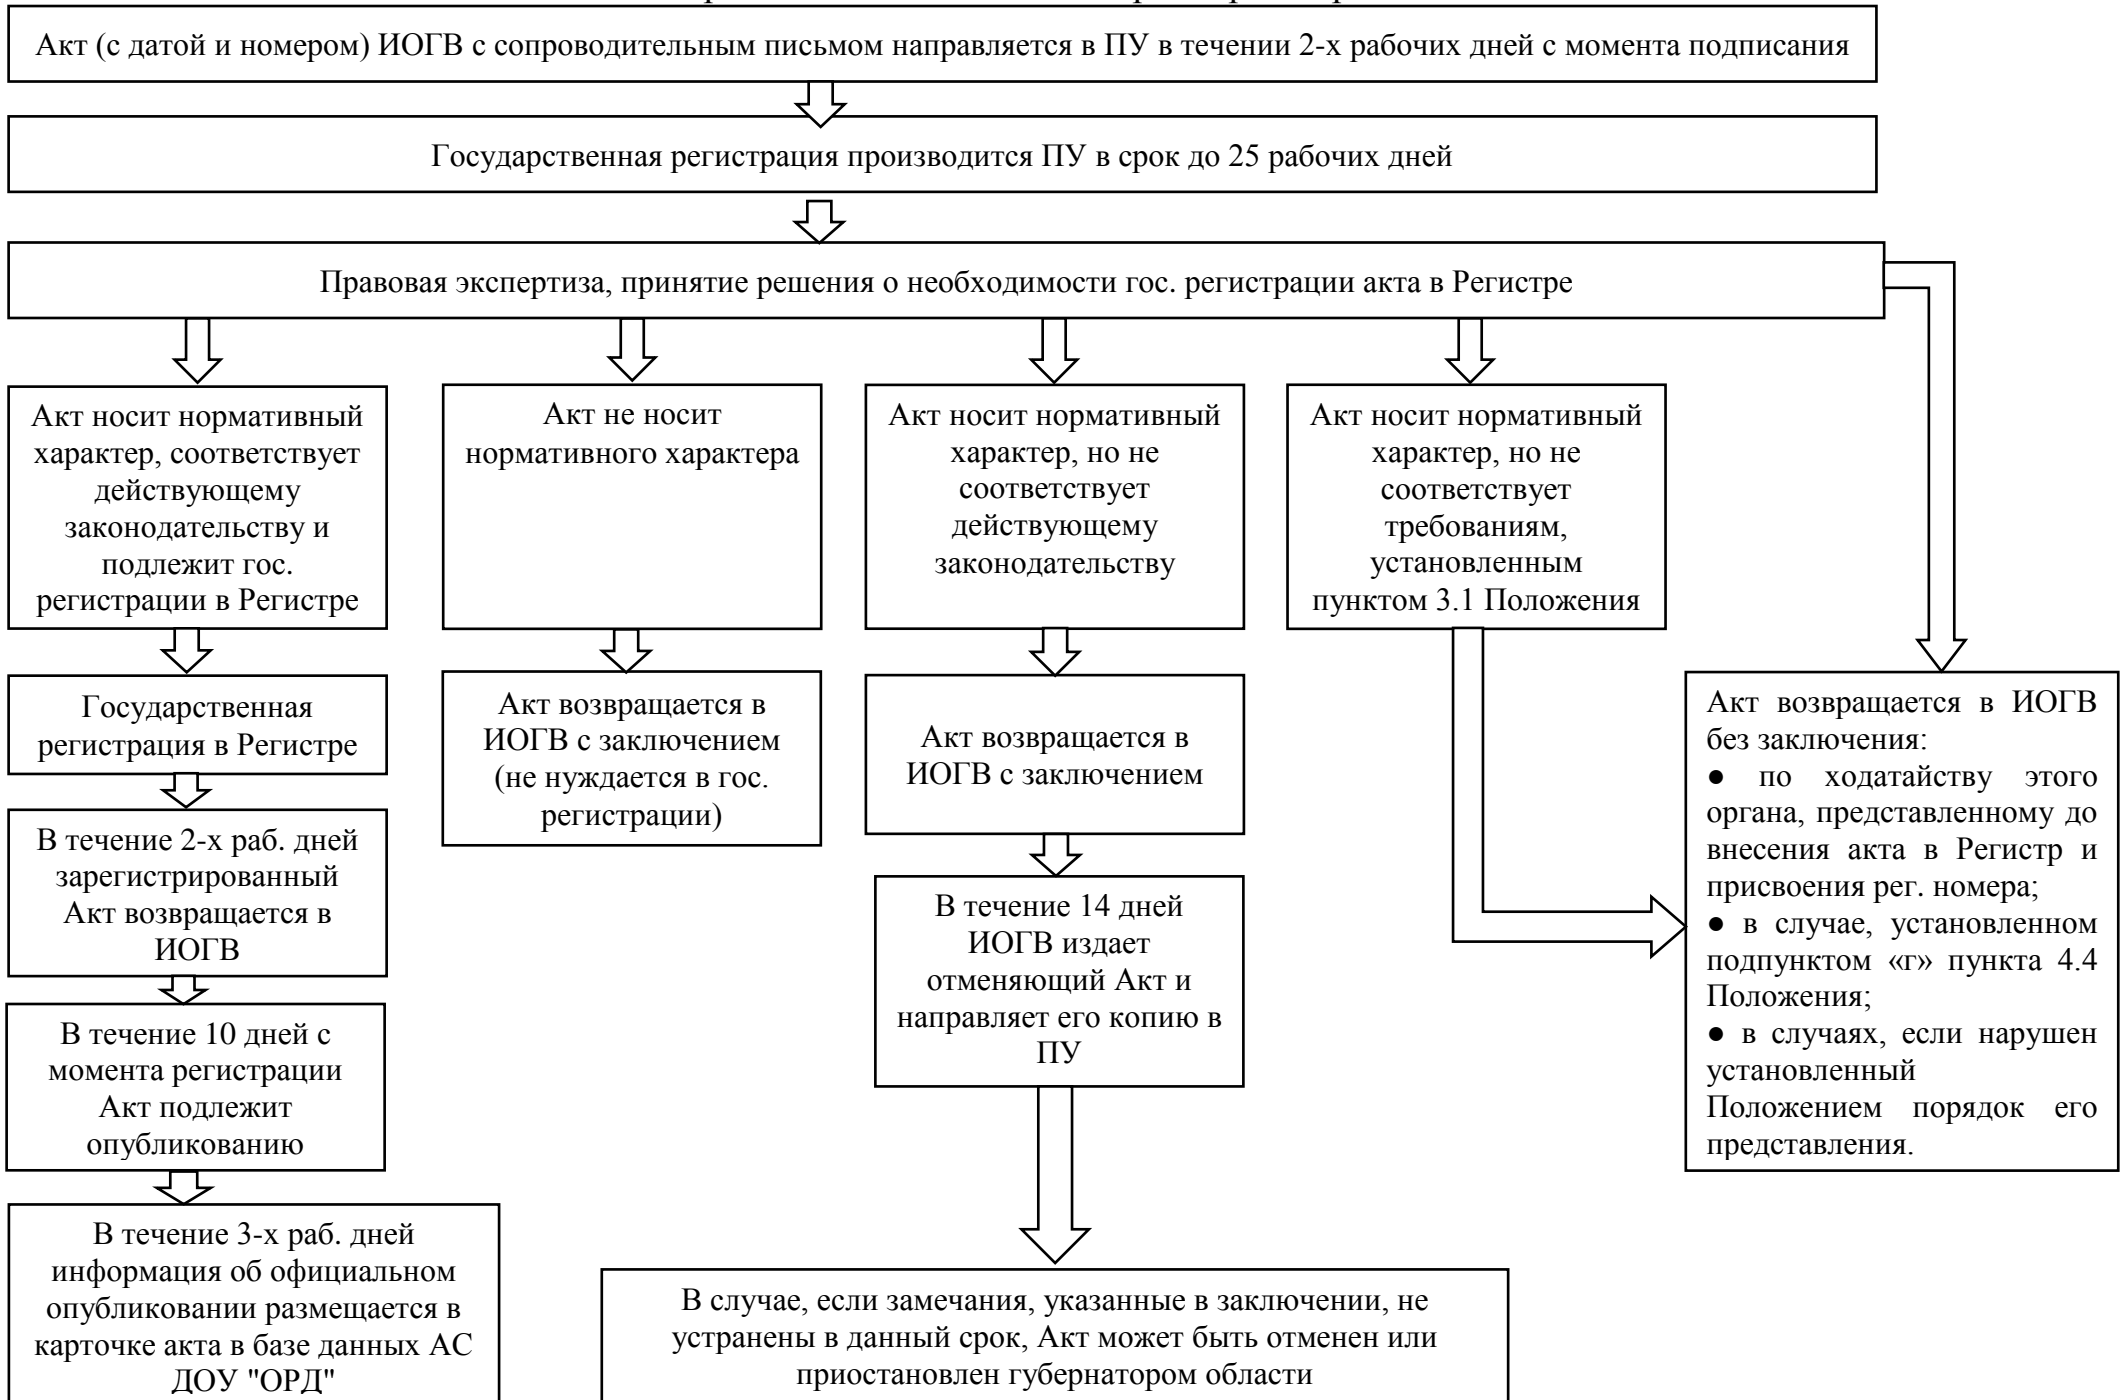 Акт (с датой и номером) ИОГВ с сопроводительным письмом направляется в ПУ в течении 2-х рабочих дней с момента подписания
Государственная регистрация производится ПУ в срок до 25 рабочих дней
Правовая экспертиза, принятие решения о необходимости гос. регистрации акта в Регистре
Акт носит нормативный
характер, соответствует
действующему
законодательству и
подлежит гос.
регистрации в Регистре
Акт не носит
нормативного характера
Акт носит нормативный
характер, но не
соответствует
действующему
законодательству
Акт носит нормативный
характер, но не
соответствует
требованиям,
установленным
пунктом 3.1 Положения
Государственная
регистрация в Регистре
Акт возвращается в
ИОГВ с заключением
(не нуждается в гос.
регистрации)
Акт возвращается в
ИОГВ с заключением
Акт возвращается в ИОГВ
без заключения:
● по ходатайству этого
органа, представленному до
внесения акта в Регистр и
присвоения рег. номера;
● в случае, установленном
подпунктом «г» пункта 4.4
Положения;
● в случаях, если нарушен
установленный
Положением порядок его
представления.
В течение 2-х раб. дней
зарегистрированный
Акт возвращается в
ИОГВ
В течение 14 дней
ИОГВ издает
отменяющий Акт и
направляет его копию в
ПУ
В течение 10 дней с
момента регистрации
Акт подлежит
опубликованию
В течение 3-х раб. дней
информация об официальном
опубликовании размещается в
карточке акта в базе данных АС
ДОУ "ОРД"
В случае, если замечания, указанные в заключении, не
устранены в данный срок, Акт может быть отменен или
приостановлен губернатором области